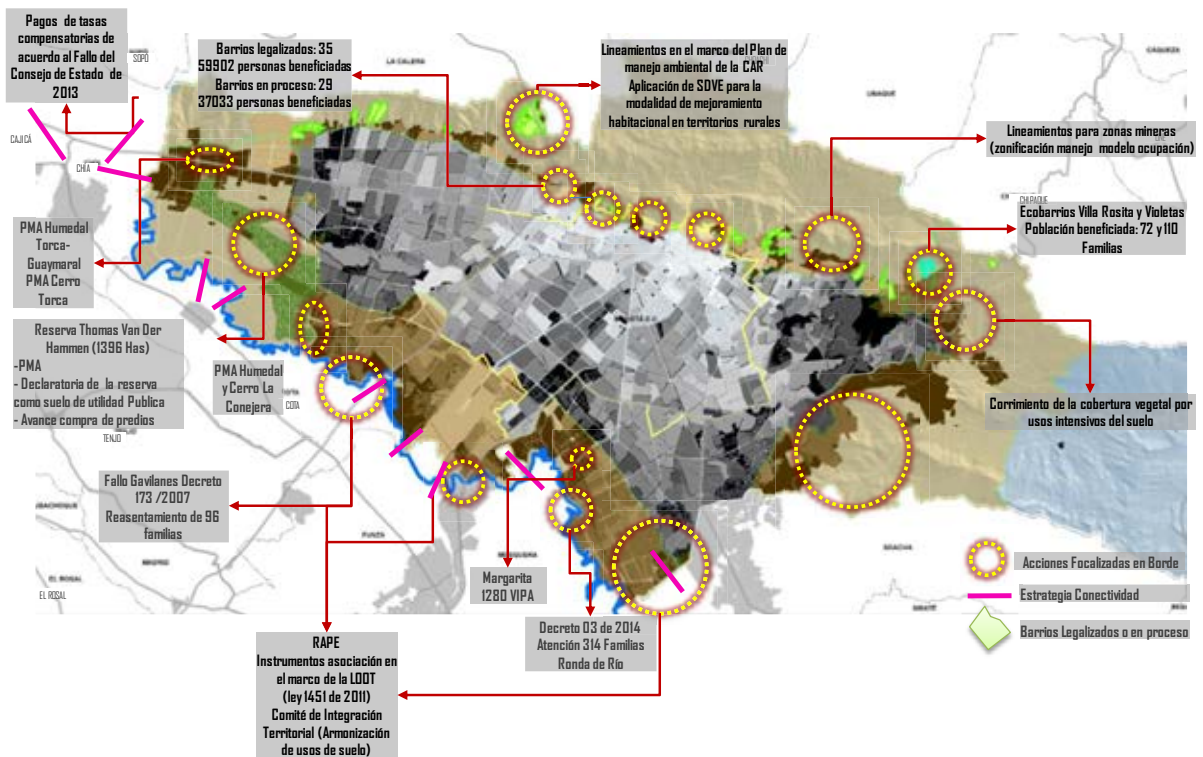 Pagos de tasas
compensatorias de
acuerdo al Fallo del
Consejo de Estado de
2013
Barrios legalizados: 35
59902 personas beneficiadas
Barrios en proceso: 29
37033 personas beneficiadas
Lineamientos en el marco del Plan de
manejo ambiental de la CAR
Aplicación de SDVE para la
modalidad de mejoramiento
habitacional en territorios rurales
Lineamientos para zonas mineras
(zonificación manejo modelo ocupación)
Ecobarrios Villa Rosita y Violetas
Población beneficiada: 72 y 110
Familias
SOPÓ
LA CALERA
CÁQUEZA
UBAQUE
CAJICÁ
CHÍA
CHIPAQUE
PMA Humedal
Torca-
Guaymaral
PMA Cerro
Torca
Reserva Thomas Van Der
Hammen (1396 Has)
-PMA
- Declaratoria de la reserva
como suelo de utilidad Publica
- Avance compra de predios
PMA Humedal
y Cerro La
Conejera
COTA
TENJO
Corrimiento de la cobertura vegetal por
usos intensivos del suelo
Fallo Gavilanes Decreto
173 /2007
Reasentamiento de 96
familias
FUNZA
MADRID
EL ROSAL
EL ROSAL
SOACHA
SIBATÉ
Margarita
1280 VIPA
Decreto 03 de 2014
Atención 314 Familias
Ronda de Río
RAPE
Instrumentos asociación en
el marco de la LOOT
(ley 1451 de 2011)
Comité de Integración
Territorial (Armonización
de usos de suelo)
Acciones Focalizadas en Borde
Estrategia Conectividad
Barrios Legalizados o en proceso